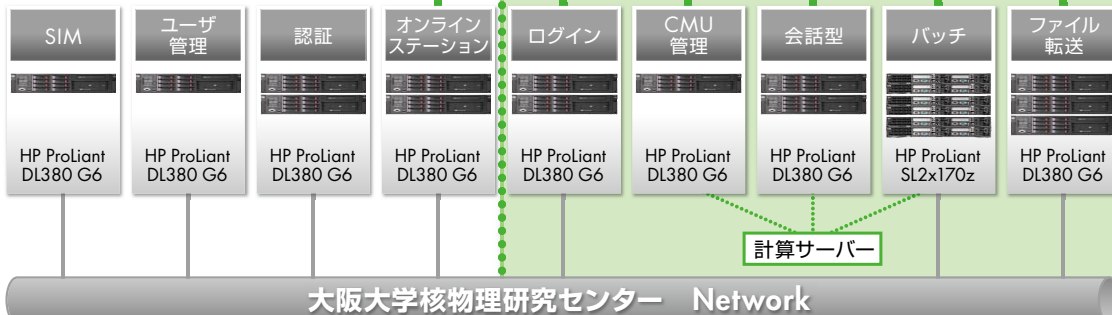 SIM
ユーザ
管理
認証
オンライン
ステーション
ログイン
CMU
管理
会話型
バッチ
ファイル
転送
HP ProLiant
DL380 G6
HP ProLiant
DL380 G6
HP ProLiant
DL380 G6
HP ProLiant
DL380 G6
HP ProLiant
DL380 G6
HP ProLiant
DL380 G6
HP ProLiant
DL380 G6
HP ProLiant
SL2x170z
HP ProLiant
DL380 G6
計算サーバー
大阪大学核物理研究センター Network